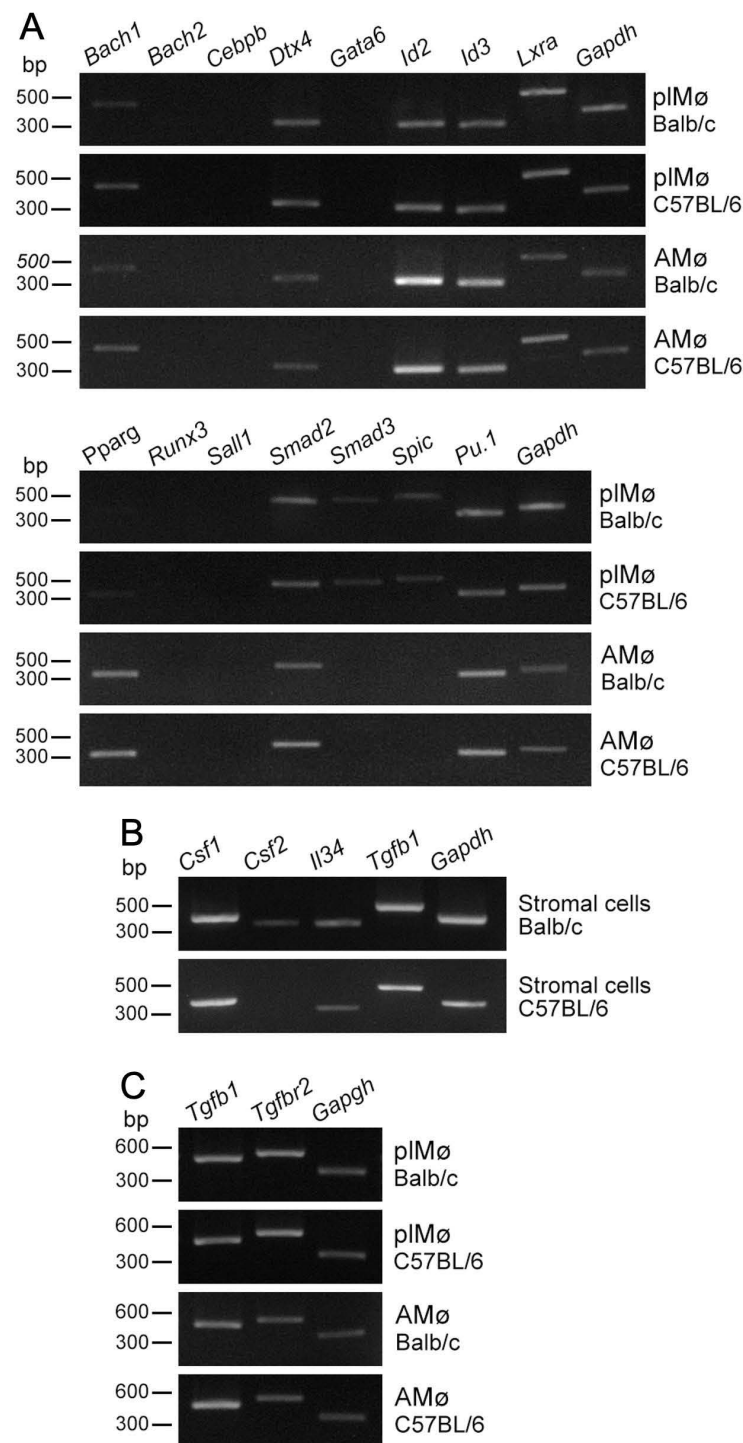 A
Bach1 Bach2 Cebpb Dtx4 Gata6 Id2 Id3 Lxra Gapdh
bp
500
300
pIMø
Balb/c
500
300
pIMø
C57BL/6
500
300
AMø
Balb/c
500
300
AMø
C57BL/6
Pparg Runx3 Sall1 Smad2 Smad3 Spic Pu.1 Gapdh
bp
500
300
pIMø
Balb/c
500
300
pIMø
C57BL/6
500
300
AMø
Balb/c
500
300
AMø
C57BL/6
B
Csf1 Csf2 Il34 Tgfb1 Gapdh
bp
500
300
Stromal cells
Balb/c
500
300
Stromal cells
C57BL/6
C
Tgfb1 Tgfbr2 Gapgh
bp
600
300
pIMø
Balb/c
600
300
pIMø
C57BL/6
600
300
AMø
Balb/c
600
300
AMø
C57BL/6